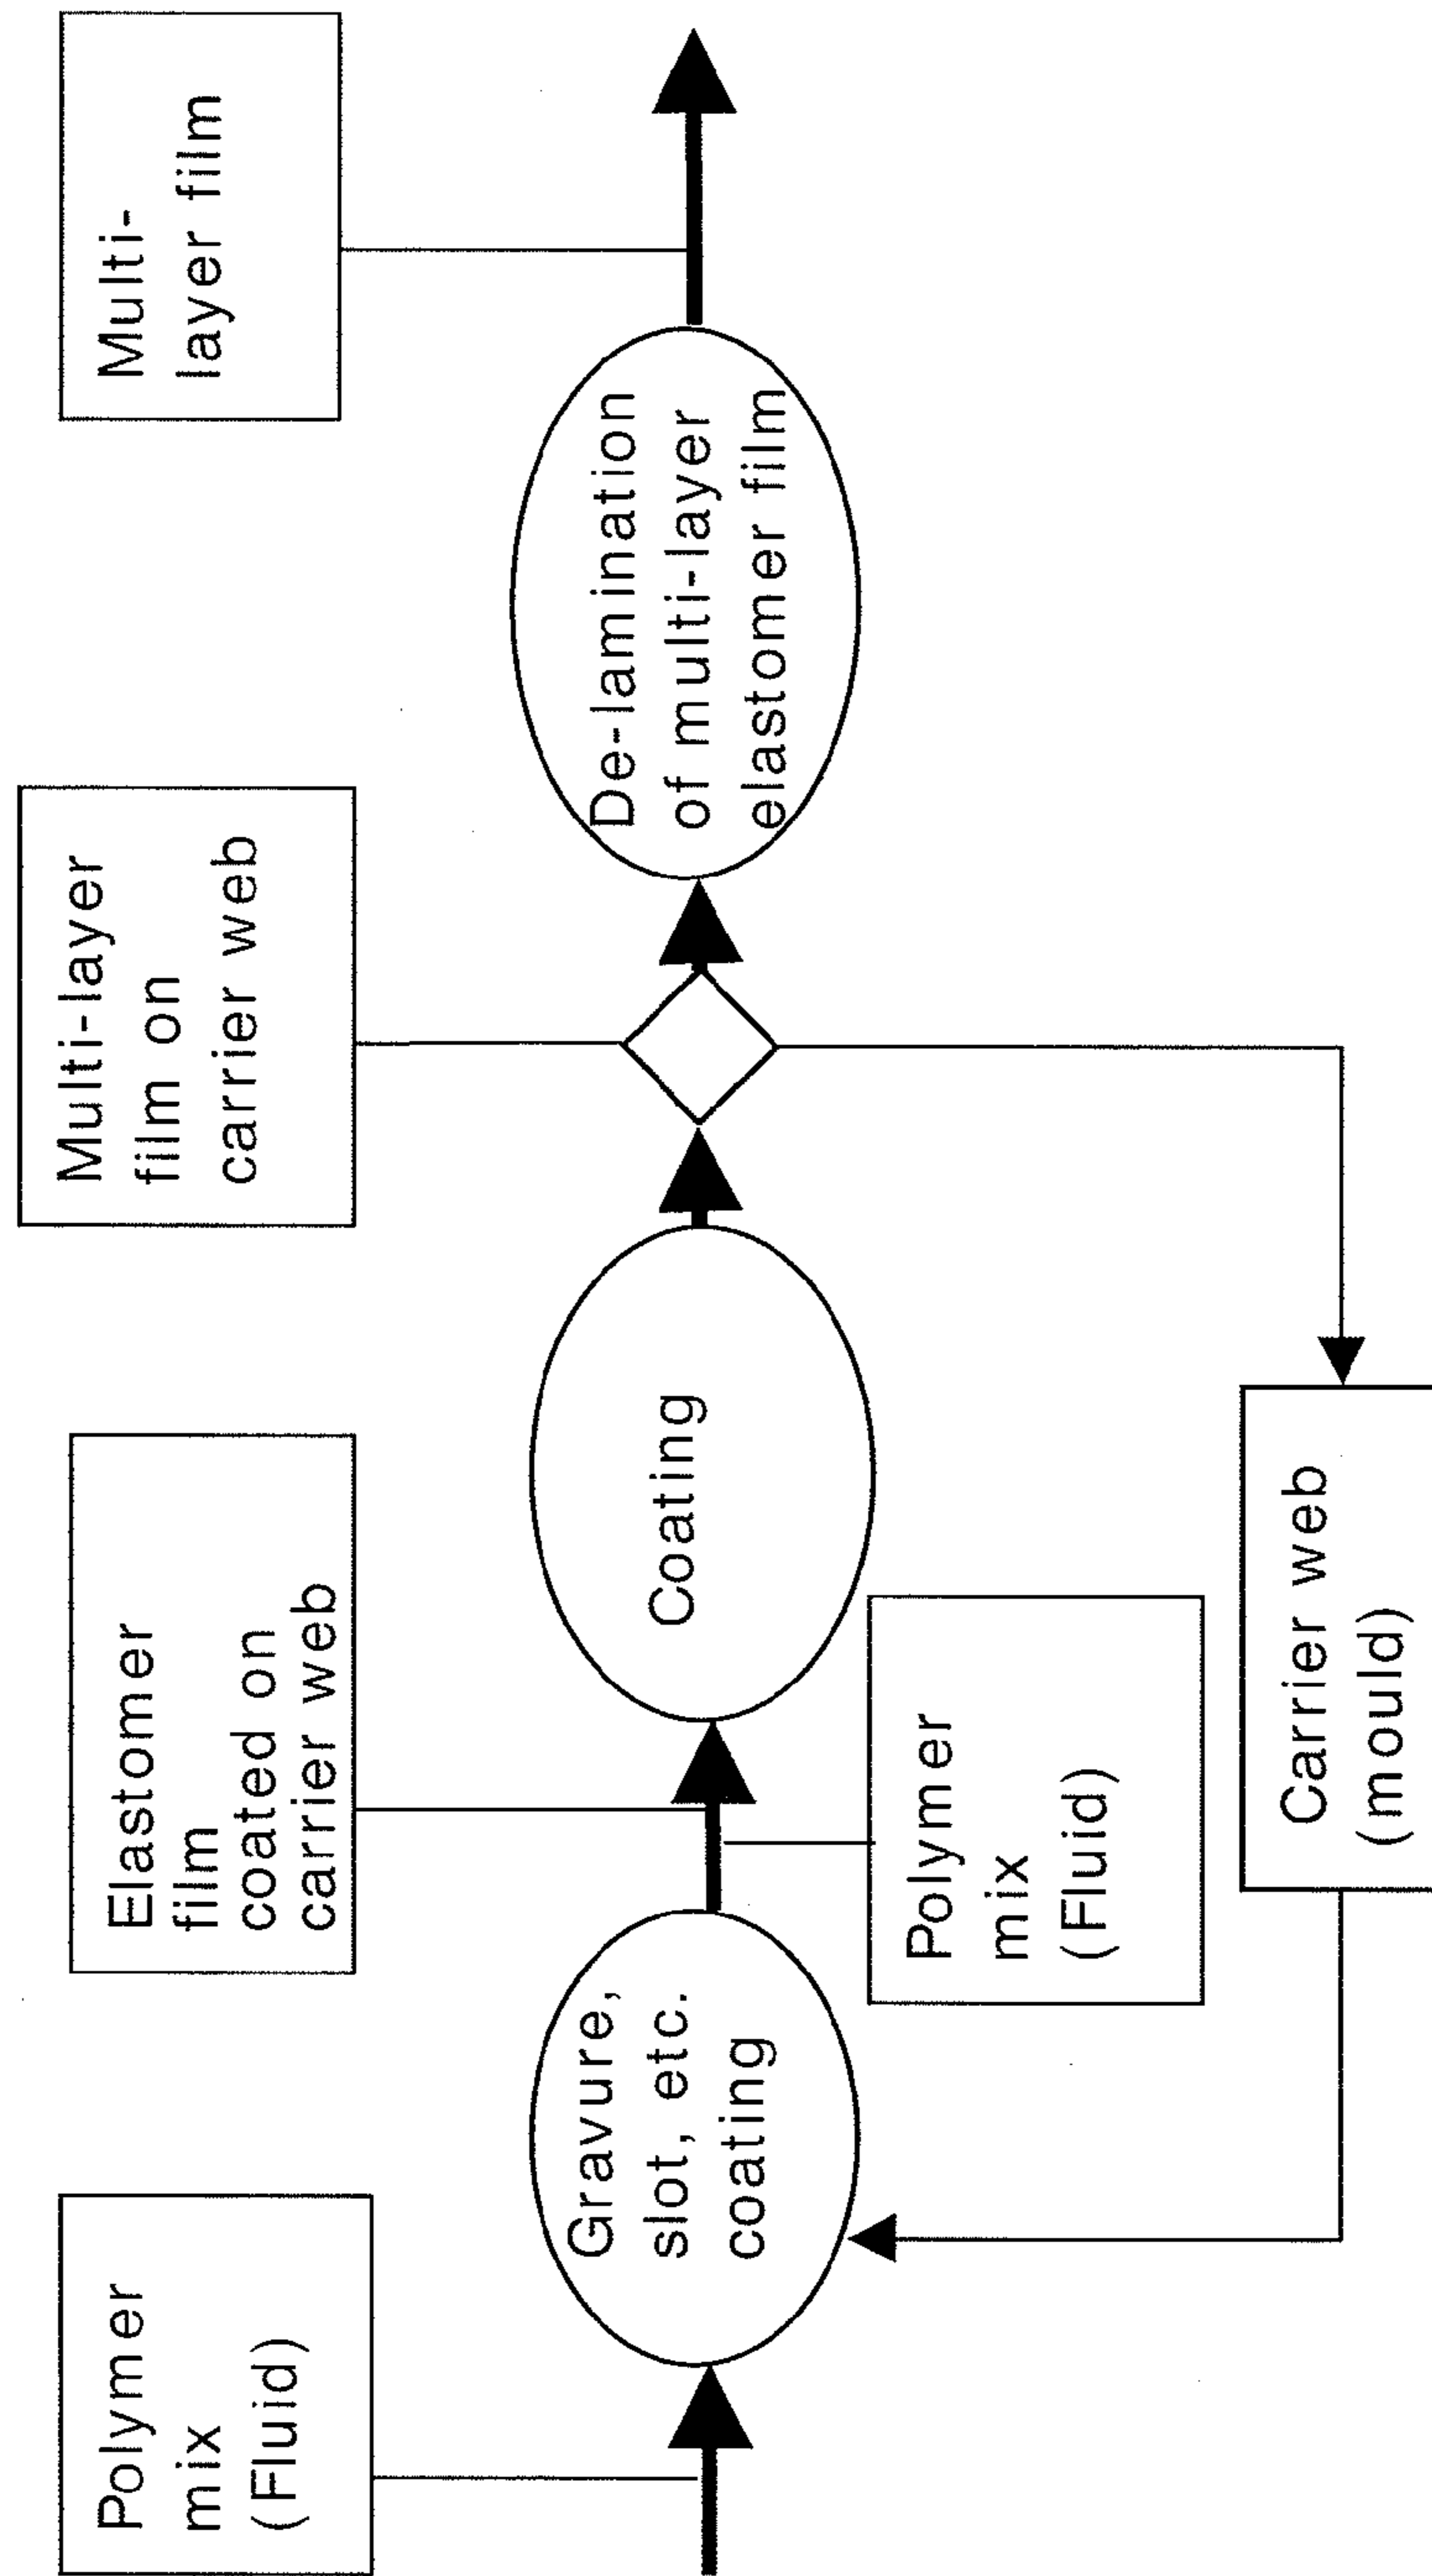 Polymer
mix
(Fluid)
Gravure,
slot, etc.
coating
Elastomer
film
coated on
carrier web
Polymer
mix
(Fluid)
Coating
Multi-layer
film on
carrier web
Carrier web
(mould)
De-lamination
of multi-layer
elastomer film
Multi-
layer film